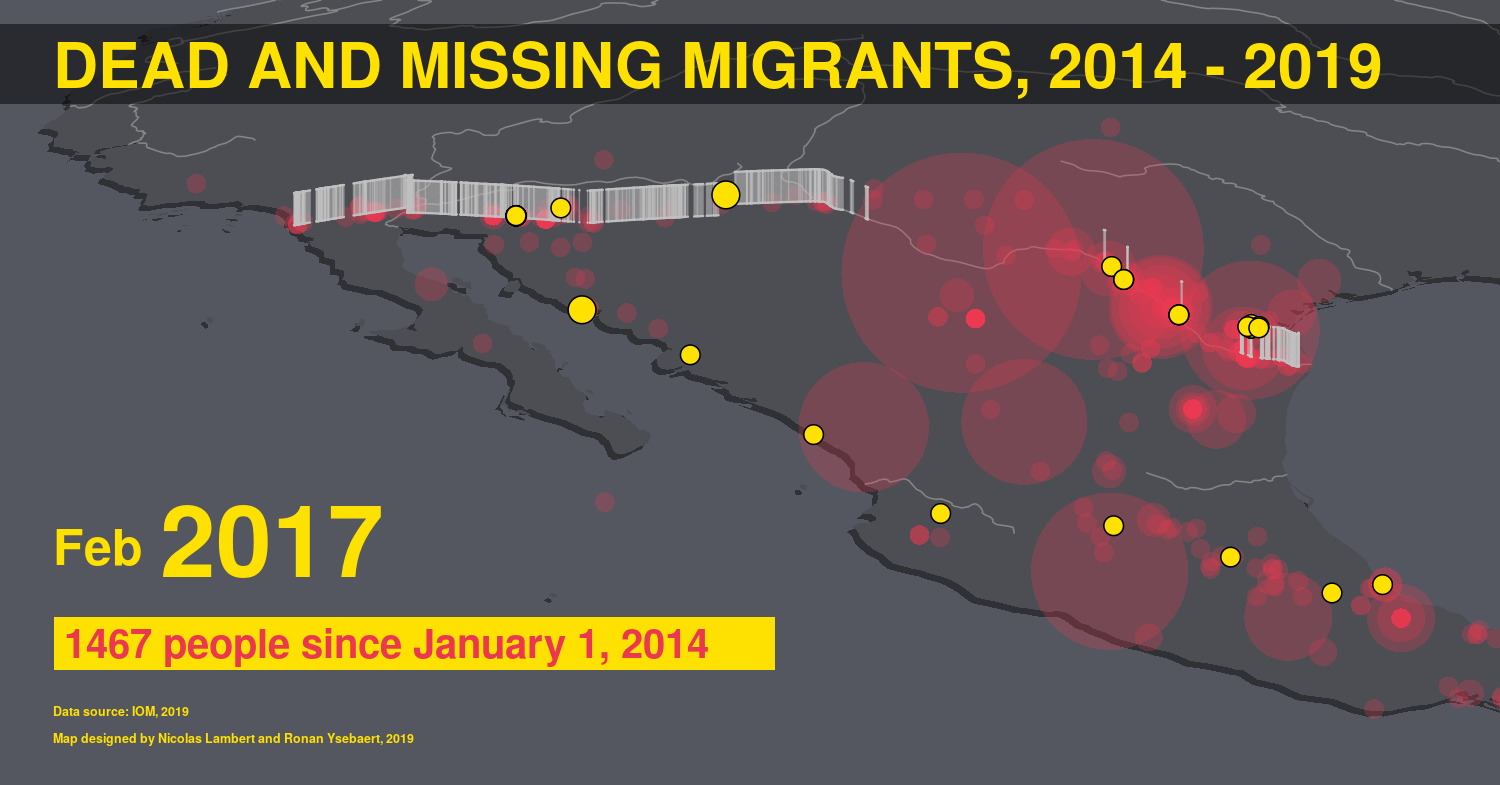 DEAD AND MISSING MIGRANTS, 2014 - 2019
Feb 2017
1467 people since January 1, 2014
Data source: IOM, 2019
Map designed by Nicolas Lambert and Ronan Ysebaert, 2019